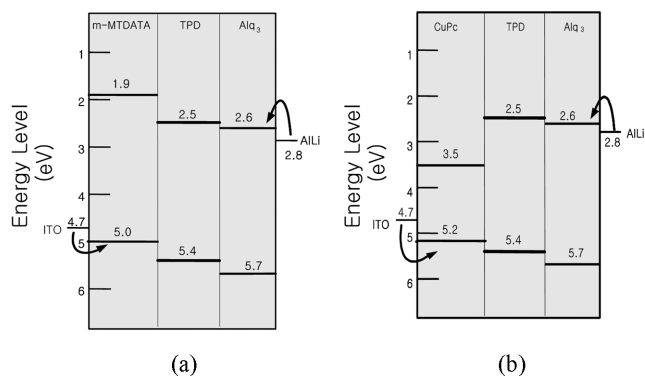 m-MTDATA
TPD
Alq3
1
2
3
4
5
6
Energy Level
(eV)
1.9
2.5
2.6
AlLi
2.8
4.7
ITO
5.0
5.4
5.7
(a)
CuPc
TPD
Alq3
1
2
3
4
5
6
Energy Level
(eV)
2.5
2.6
AlLi
2.8
3.5
4.7
ITO
5.2
5.4
5.7
(b)